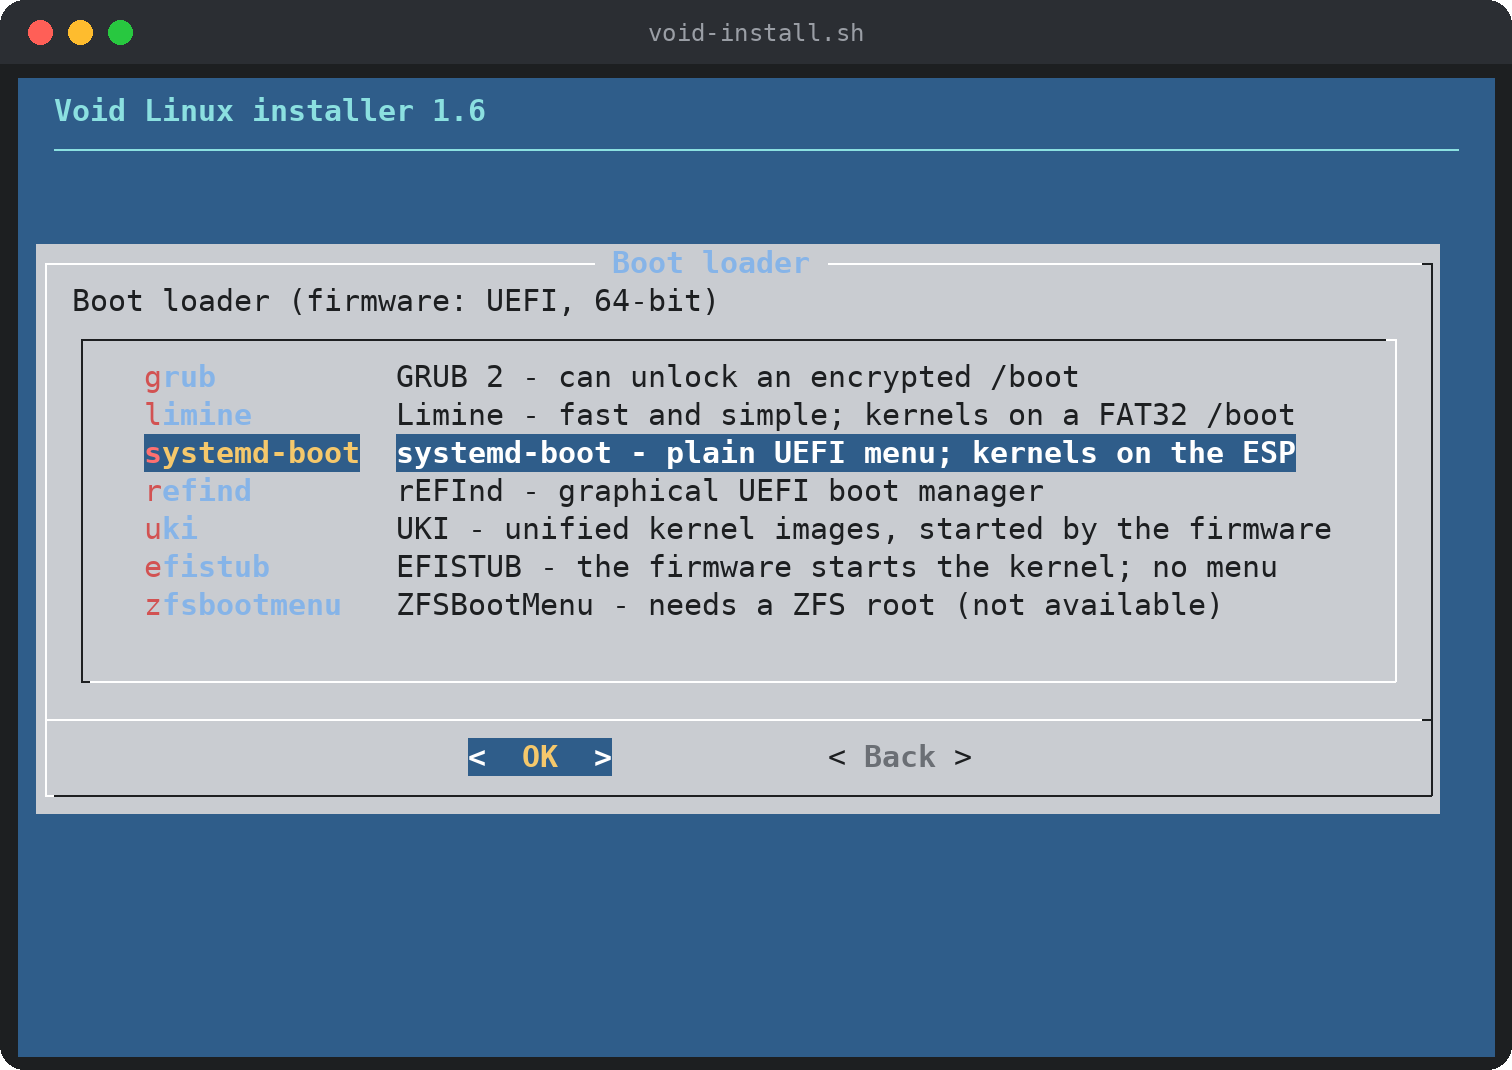 void-install.sh
Void Linux installer 1.6
Boot loader
Boot loader (firmware: UEFI, 64-bit)
grub GRUB 2 - can unlock an encrypted /boot
limine Limine - fast and simple; kernels on a FAT32 /boot
systemd-boot systemd-boot - plain UEFI menu; kernels on the ESP
refind rEFInd - graphical UEFI boot manager
uki UKI - unified kernel images, started by the firmware
efistub EFISTUB - the firmware starts the kernel; no menu
zfsbootmenu ZFSBootMenu - needs a ZFS root (not available)
< OK > < Back >